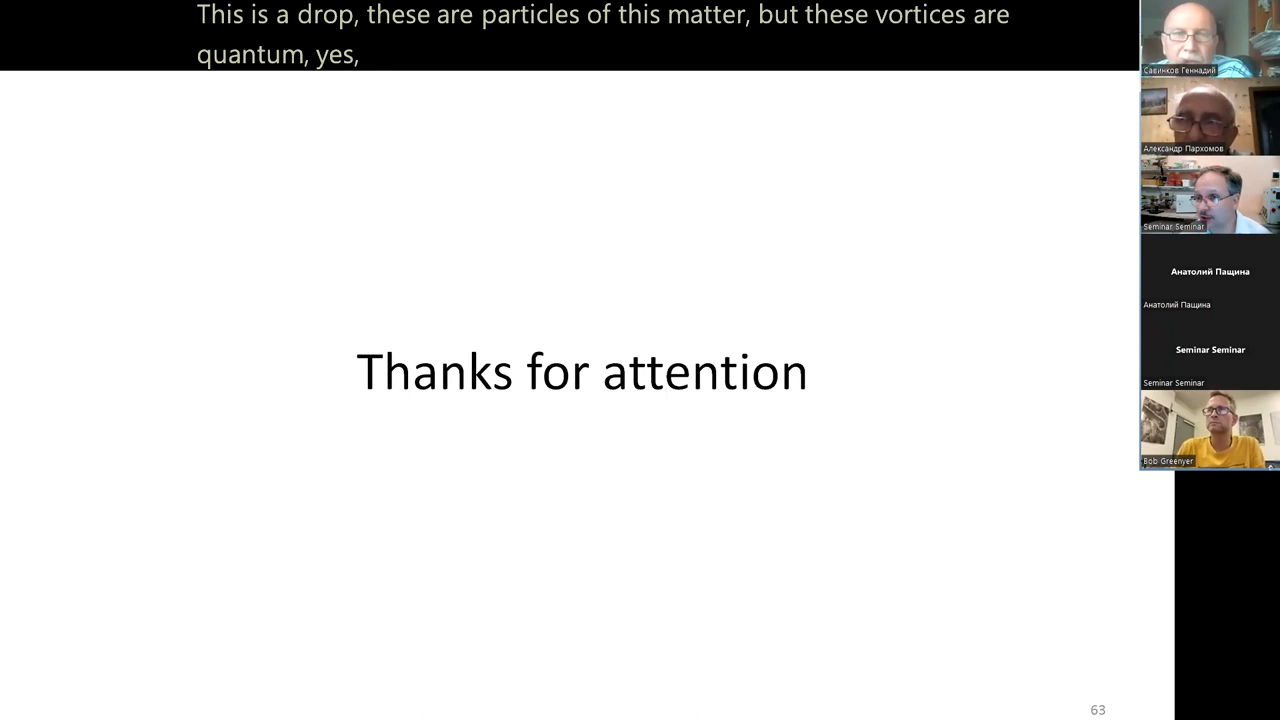 This is a drop, these are particles of this matter, but these vortices are
quantum, yes,
Савинков Геннадий
Александр Пархомов
Seminar Seminar
Анатолий Пащина
Анатолий Пащина
Seminar Seminar
Seminar Seminar
Bob Greenyer
Thanks for attention
63